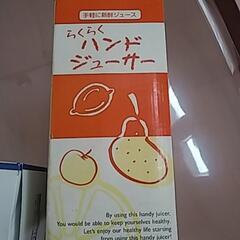 手軽に新鮮ジュース
らくらく
ハンド
ジューサー
By using this handy juicer,
You would be able to keep yourselves healthy.
Let's enjoy our healthy life starting
from using this handy juicer!